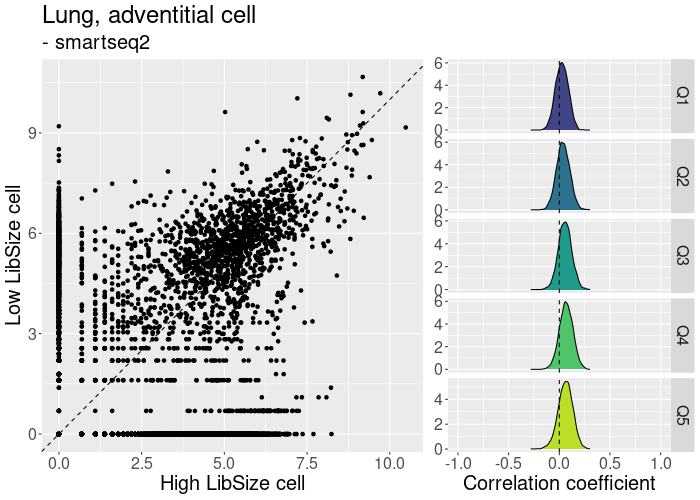 Lung, adventitial cell
- smartseq2
Low LibSize cell
9
6
3
0
0.0 2.5 5.0 7.5 10.0
High LibSize cell
6
4
2
0
Q1
6
4
2
0
Q2
6
4
2
0
Q3
6
4
2
0
Q4
4
2
0
Q5
-1.0 -0.5 0.0 0.5 1.0
Correlation coefficient